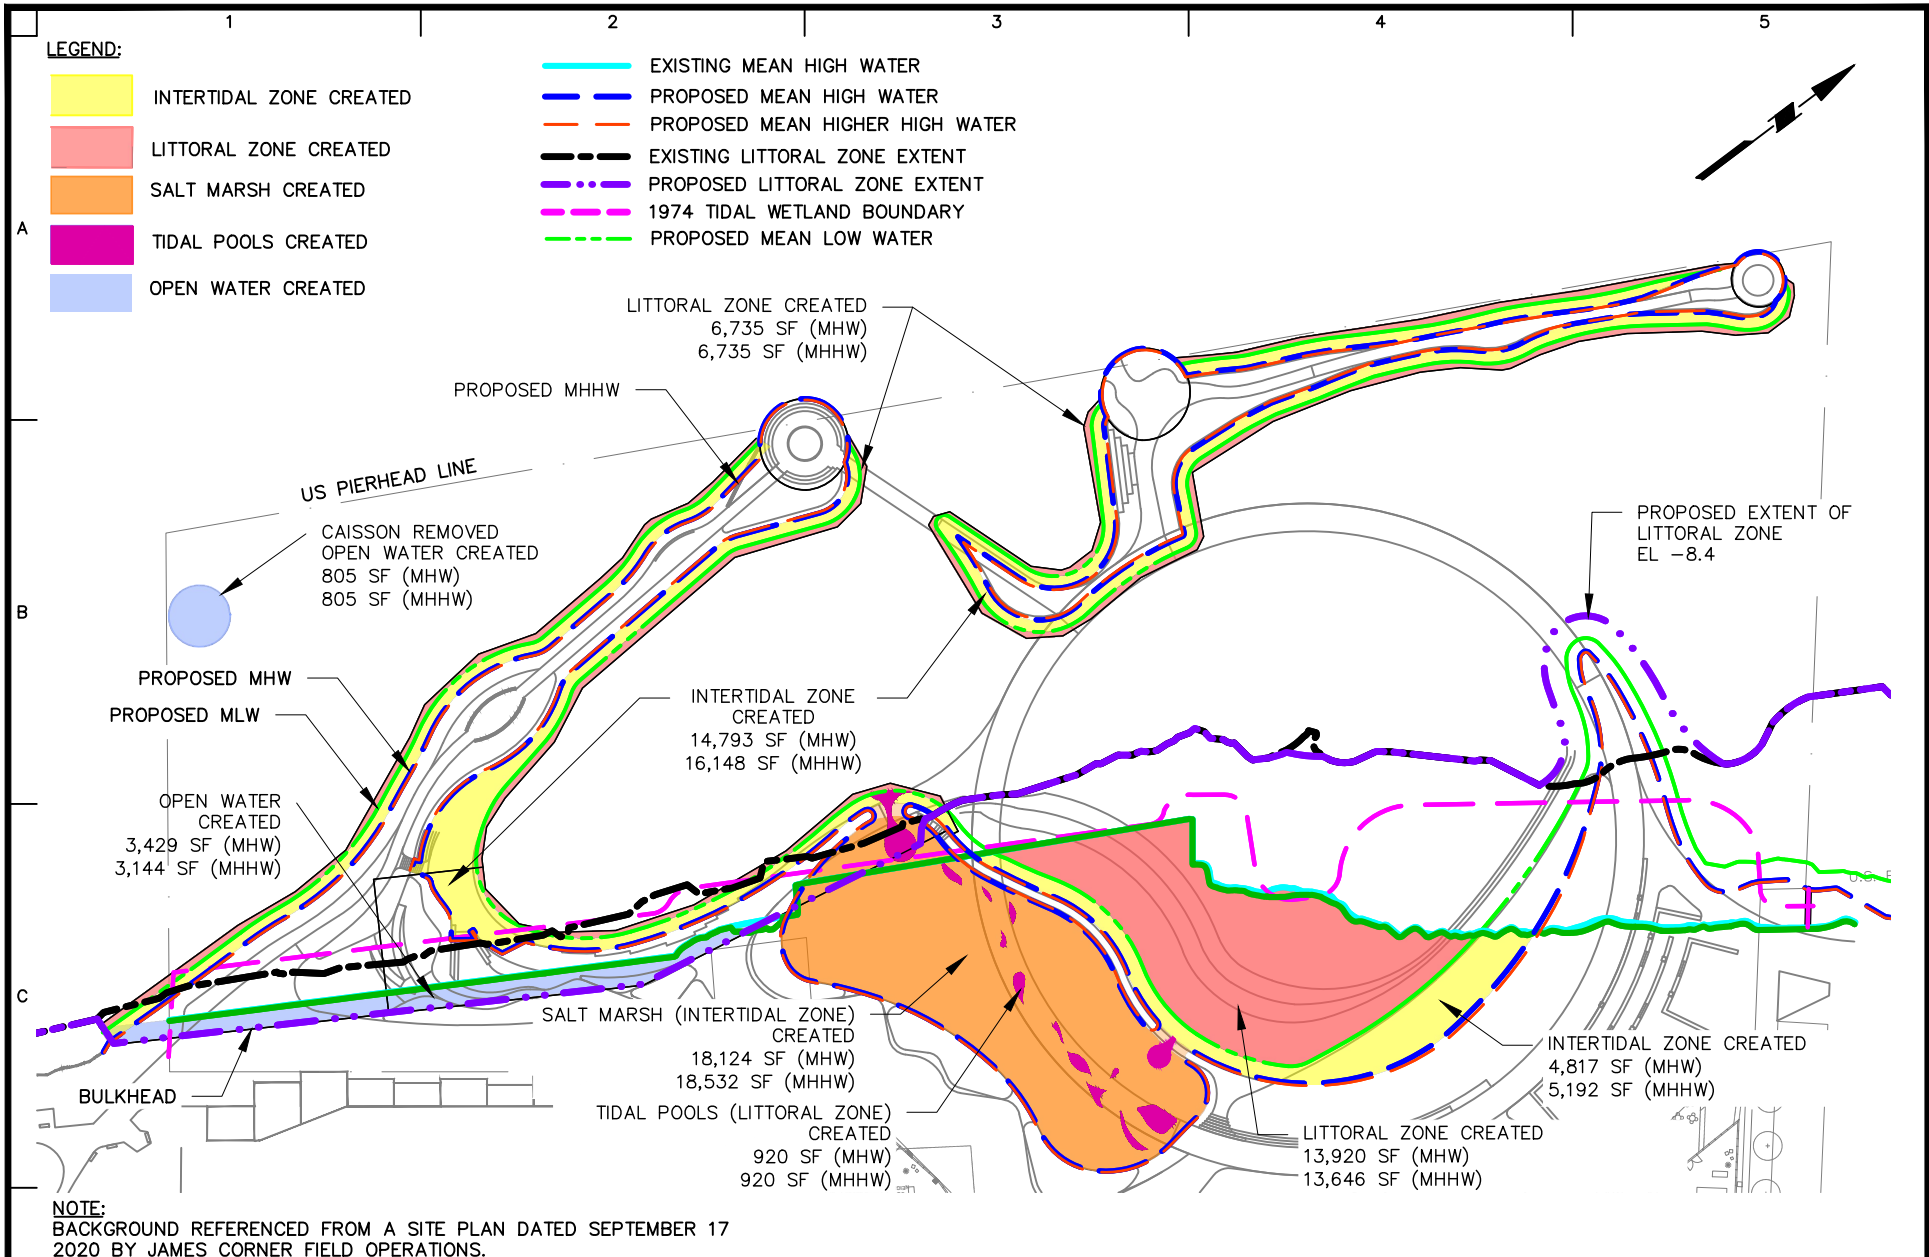 1 2 3 4 5
LEGEND:
INTERTIDAL ZONE CREATED
LITTORAL ZONE CREATED
SALT MARSH CREATED
TIDAL POOLS CREATED
OPEN WATER CREATED
EXISTING MEAN HIGH WATER
PROPOSED MEAN HIGH WATER
PROPOSED MEAN HIGHER HIGH WATER
EXISTING LITTORAL ZONE EXTENT
PROPOSED LITTORAL ZONE EXTENT
1974 TIDAL WETLAND BOUNDARY
PROPOSED MEAN LOW WATER
A
LITTORAL ZONE CREATED
6,735 SF (MHW)
6,735 SF (MHHW)
PROPOSED MHHW
US PIERHEAD LINE
CAISSON REMOVED
OPEN WATER CREATED
805 SF (MHW)
805 SF (MHHW)
PROPOSED EXTENT OF
LITTORAL ZONE
EL -8.4
B
PROPOSED MHW
PROPOSED MLW
INTERTIDAL ZONE
CREATED
14,793 SF (MHW)
16,148 SF (MHHW)
OPEN WATER
CREATED
3,429 SF (MHW)
3,144 SF (MHHW)
C
SALT MARSH (INTERTIDAL ZONE)
CREATED
18,124 SF (MHW)
18,532 SF (MHHW)
BULKHEAD
TIDAL POOLS (LITTORAL ZONE)
CREATED
920 SF (MHW)
920 SF (MHHW)
INTERTIDAL ZONE CREATED
4,817 SF (MHW)
5,192 SF (MHHW)
LITTORAL ZONE CREATED
13,920 SF (MHW)
13,646 SF (MHHW)
NOTE:
BACKGROUND REFERENCED FROM A SITE PLAN DATED SEPTEMBER 17
2020 BY JAMES CORNER FIELD OPERATIONS.